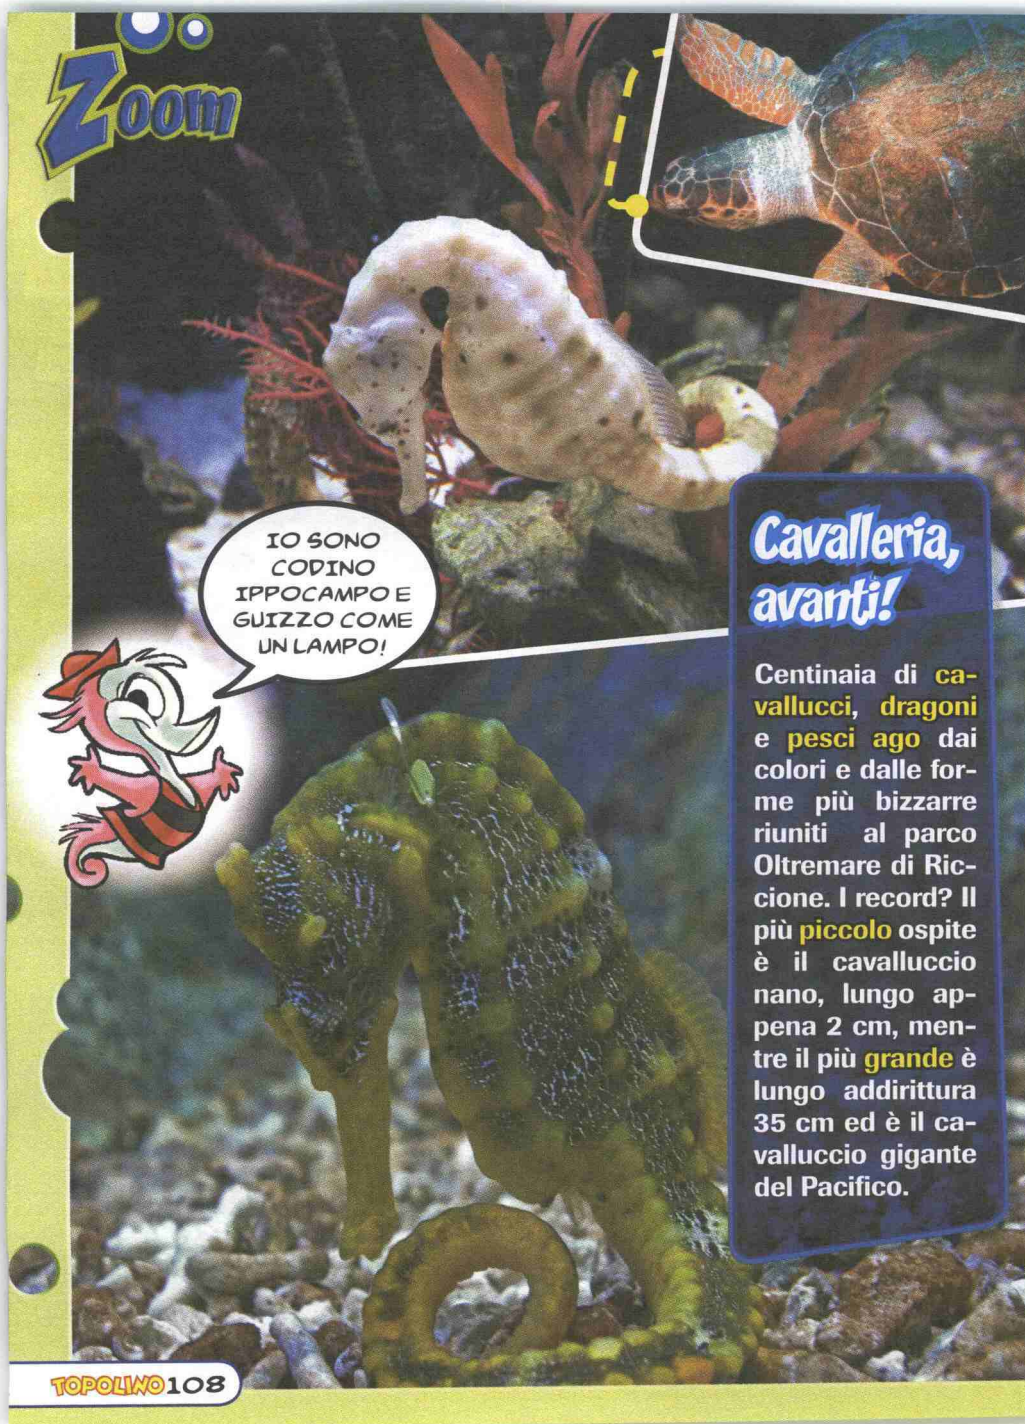 Zoom
IO SONO
CODINO
IPPOCAMPO E
GUIZZO COME
UN LAMPO!
Cavalleria,
avanti!
Centinaia di ca-
vallucci, dragoni
e pesci ago dai
colori e dalle for-
me più bizzarre
riuniti al parco
Oltremare di Ric-
cione. I record? Il
più piccolo ospite
è il cavalluccio
nano, lungo ap-
pena 2 cm, men-
tre il più grande è
lungo addirittura
35 cm ed è il ca-
valluccio gigante
del Pacifico.
TOPOLINO 108